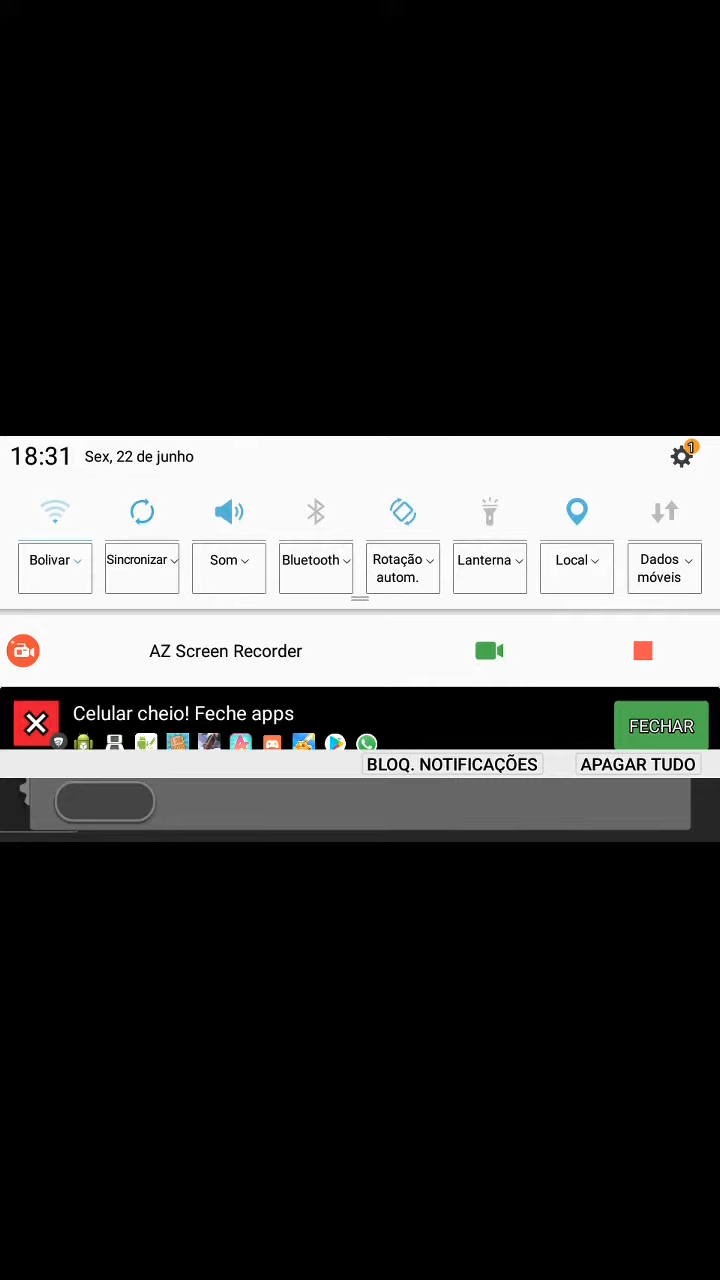 18:31 Sex, 22 de junho 1
Bolivar Sincronizar Som Bluetooth Rotação autom. Lanterna Local Dados móveis
AZ Screen Recorder
Celular cheio! Feche apps
FECHAR
BLOQ. NOTIFICAÇÕES APAGAR TUDO